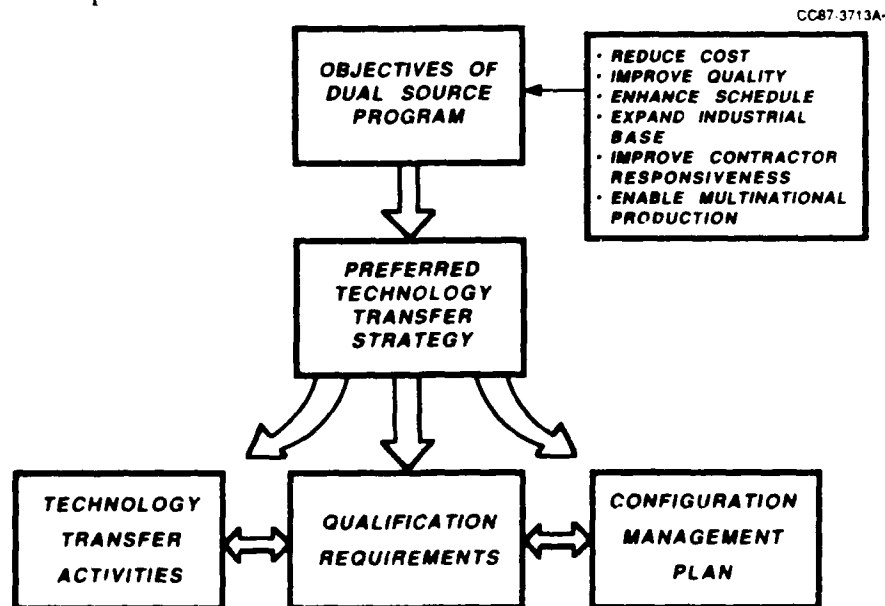 CC87-3713A-
OBJECTIVES OF
DUAL SOURCE
PROGRAM
· REDUCE COST
· IMPROVE QUALITY
· ENHANCE SCHEDULE
· EXPAND INDUSTRIAL
BASE
· IMPROVE CONTRACTOR
RESPONSIVENESS
· ENABLE MULTINATIONAL
PRODUCTION
PREFERRED
TECHNOLOGY
TRANSFER
STRATEGY
TECHNOLOGY
TRANSFER
ACTIVITIES
QUALIFICATION
REQUIREMENTS
CONFIGURATION
MANAGEMENT
PLAN